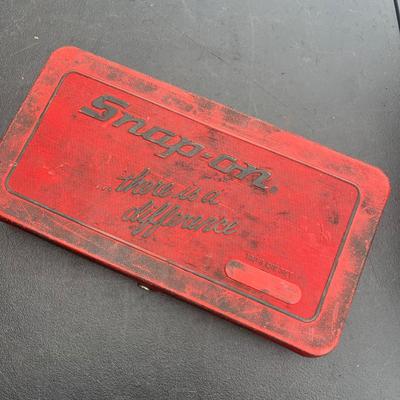 Snap-on®
...there is a
difference